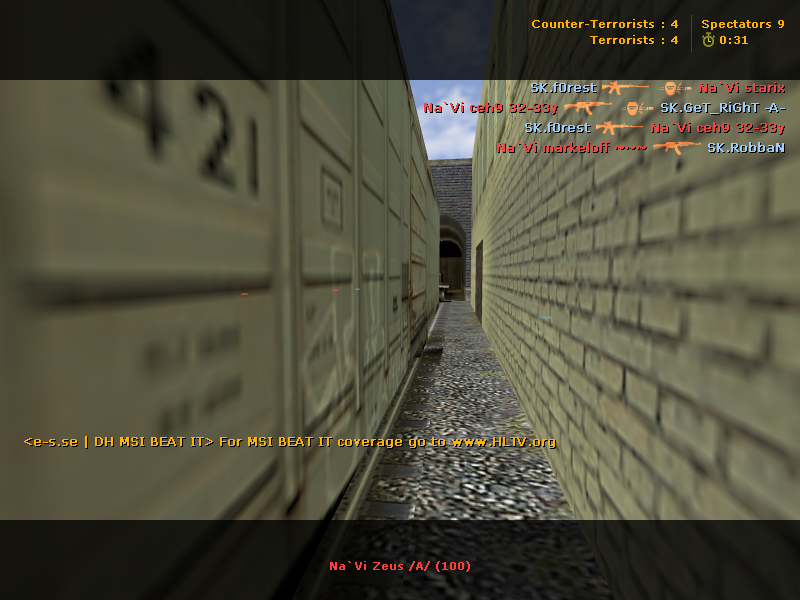 Counter-Terrorists : 4
Spectators 9
Terrorists : 4
0:31
SK.f0rest Na`Vi starix
Na`Vi ceh9 32-33y SK.GeT_RiGhT -A-
SK.f0rest Na`Vi ceh9 32-33y
Na`Vi markeloff ~~~ SK.RobbaN
421
<e-s.se | DH MSI BEAT IT> For MSI BEAT IT coverage go to www.HLTV.org
Na`Vi Zeus /A/ (100)